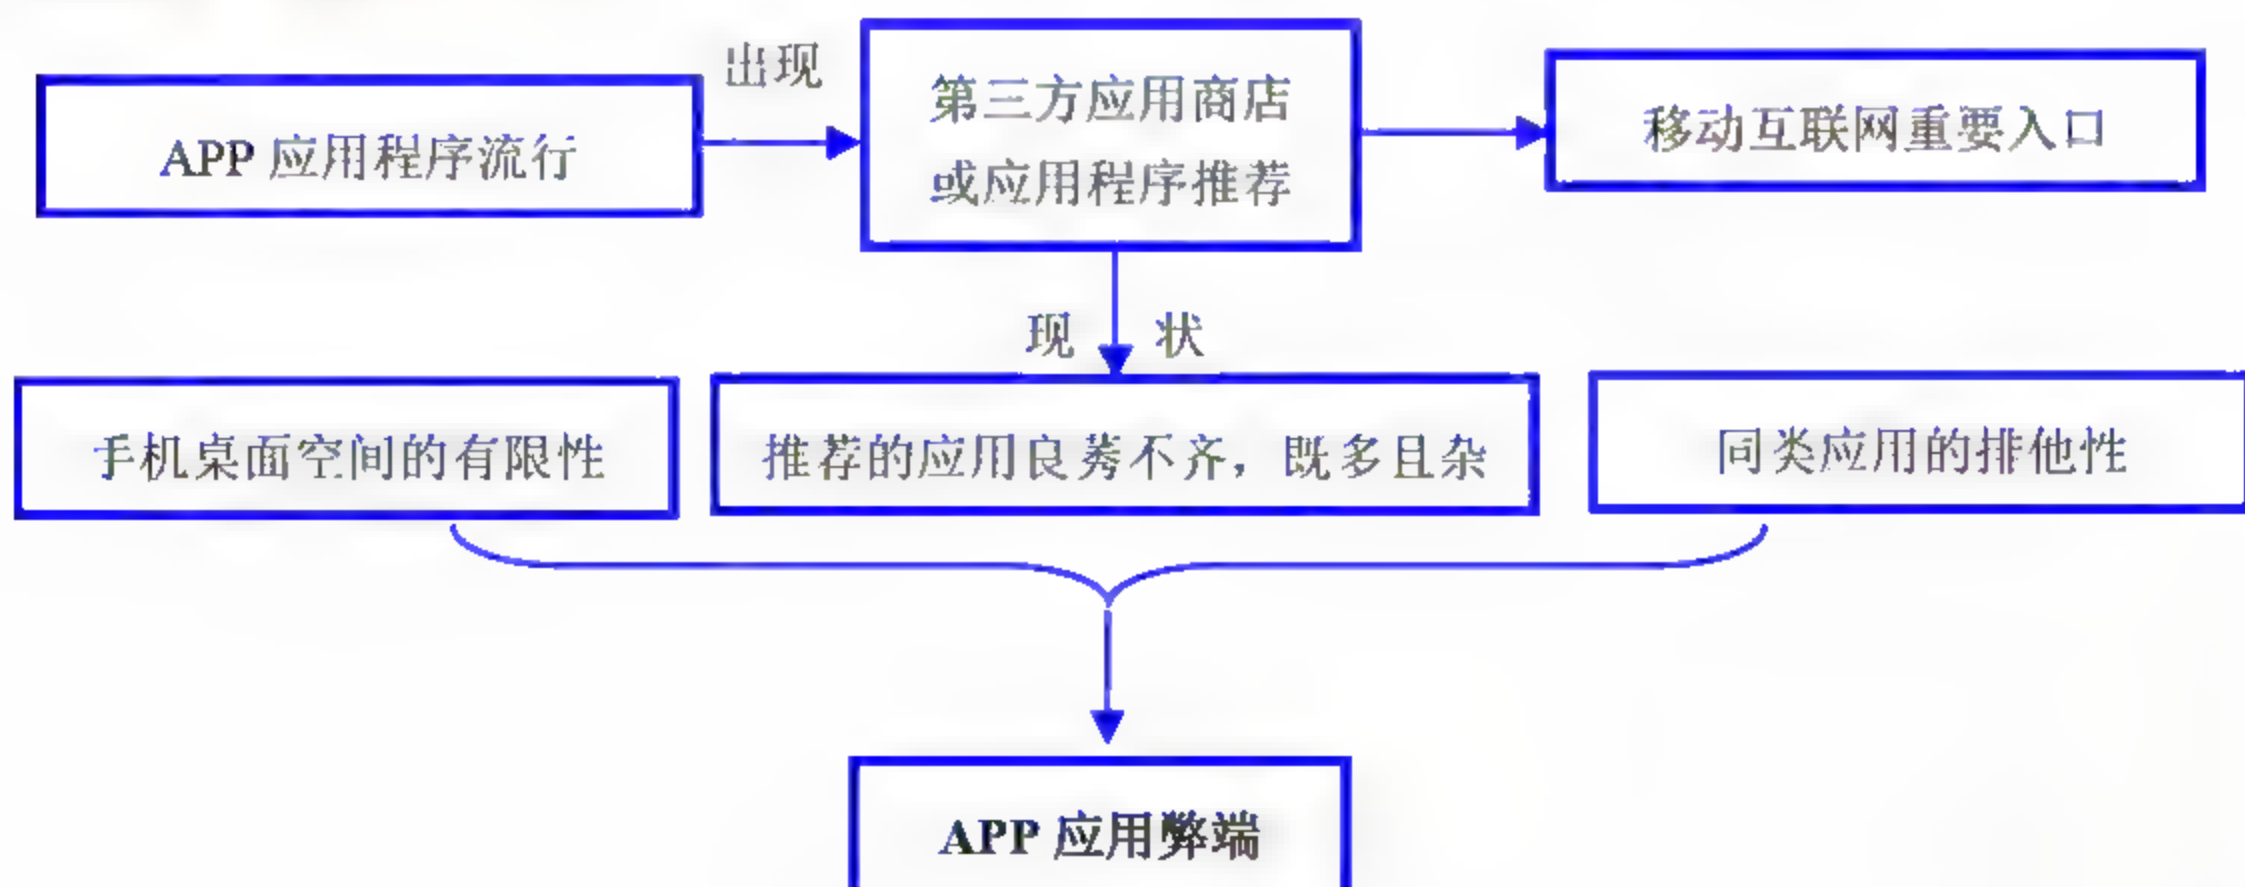 出现
APP 应用程序流行
第三方应用商店
或应用程序推荐
移动互联网重要入口
现 状
手机桌面空间的有限性
推荐的应用良莠不齐，既多且杂
同类应用的排他性
APP 应用弊端